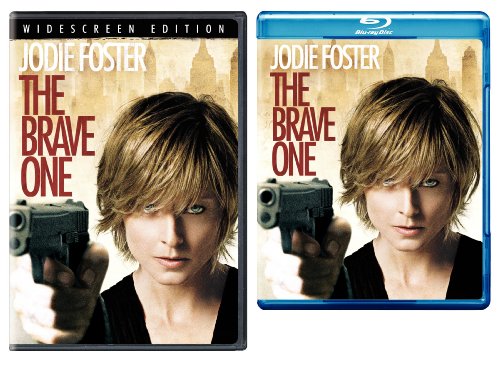 WIDESCREEN EDITION
JODIE FOSTER
THE
BRAVE
ONE
Blu-ray Disc
JODIE FOSTER
THE
BRAVE
ONE